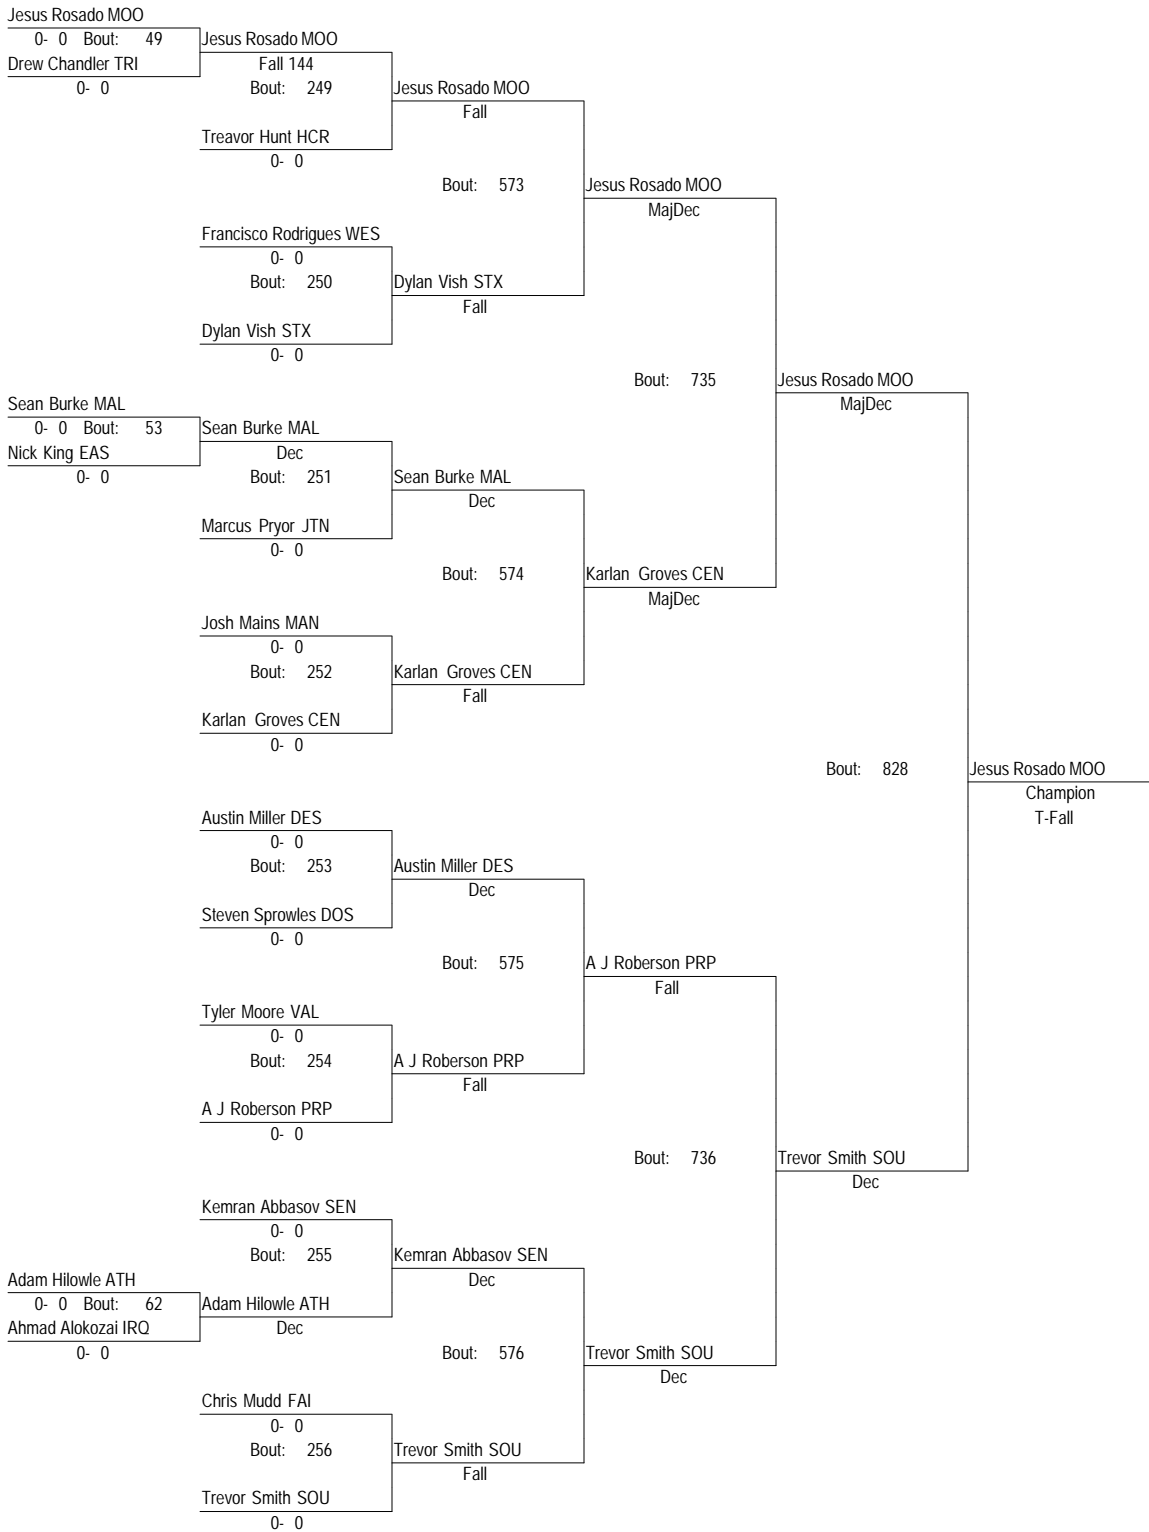 Jesus Rosado MOO
0- 0 Bout: 49 Jesus Rosado MOO
Drew Chandler TRI Fall 144
0- 0 Bout: 249 Jesus Rosado MOO
Fall
Treavor Hunt HCR
0- 0
Bout: 573 Jesus Rosado MOO
MajDec
Francisco Rodrigues WES
0- 0
Bout: 250 Dylan Vish STX
Fall
Dylan Vish STX
0- 0
Bout: 735 Jesus Rosado MOO
MajDec
Sean Burke MAL
0- 0 Bout: 53 Sean Burke MAL
Nick King EAS Dec
0- 0 Bout: 251 Sean Burke MAL
Dec
Marcus Pryor JTN
0- 0
Bout: 574 Karlan Groves CEN
MajDec
Josh Mains MAN
0- 0
Bout: 252 Karlan Groves CEN
Fall
Karlan Groves CEN
0- 0
Bout: 828 Jesus Rosado MOO
Champion
T-Fall
Austin Miller DES
0- 0
Bout: 253 Austin Miller DES
Dec
Steven Sprowles DOS
0- 0
Bout: 575 A J Roberson PRP
Fall
Tyler Moore VAL
0- 0
Bout: 254 A J Roberson PRP
Fall
A J Roberson PRP
0- 0
Bout: 736 Trevor Smith SOU
Dec
Kemran Abbasov SEN
0- 0
Bout: 255 Kemran Abbasov SEN
Dec
Adam Hilowle ATH
0- 0 Bout: 62 Adam Hilowle ATH
Ahmad Alokozai IRQ Dec
0- 0
Bout: 576 Trevor Smith SOU
Dec
Chris Mudd FAI
0- 0
Bout: 256 Trevor Smith SOU
Fall
Trevor Smith SOU
0- 0